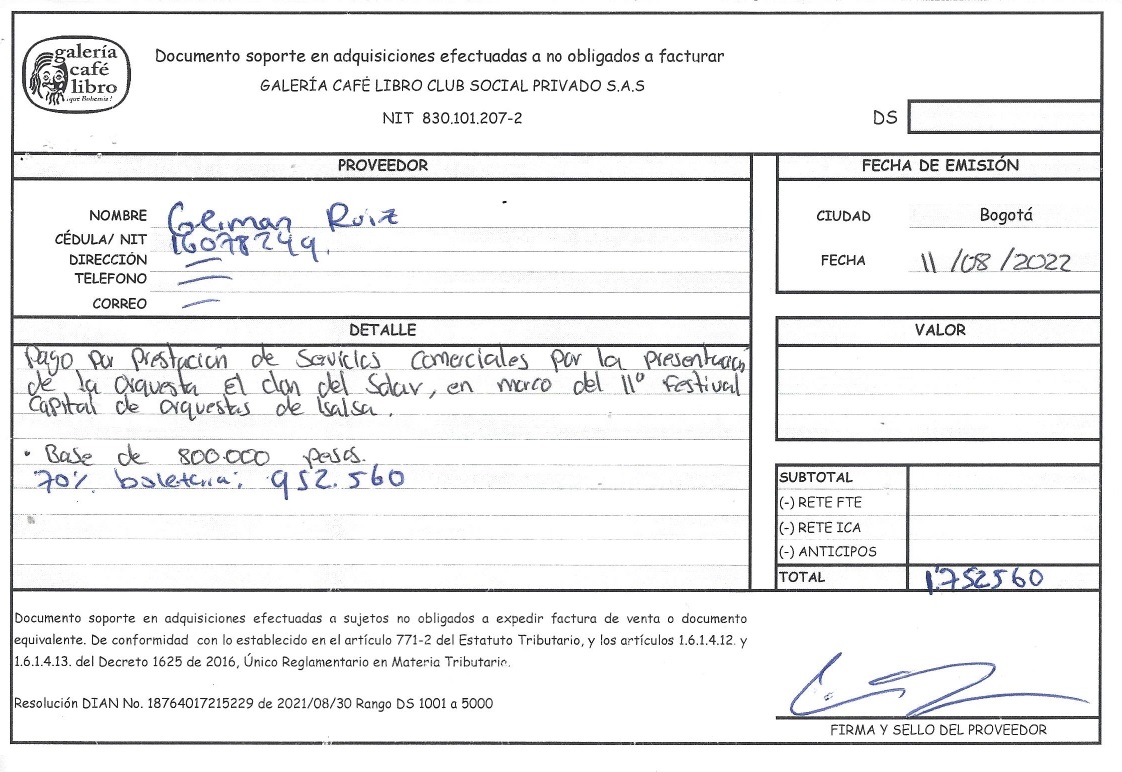 galería
café
libro
¡que Bohemia!
Documento soporte en adquisiciones efectuadas a no obligados a facturar
GALERÍA CAFÉ LIBRO CLUB SOCIAL PRIVADO S.A.S
NIT 830.101.207-2
DS
PROVEEDOR
NOMBRE Geliman Ruiz
CÉDULA/ NIT 16078249.
DIRECCIÓN —
TELEFONO —
CORREO —
FECHA DE EMISIÓN
CIUDAD Bogotá
FECHA 11/08/2022
DETALLE
Pago por prestación de Servicios Comerciales por la presentación
de la orquesta El clan del Solar, en marco del 11° Festival
Capital de orquestas de Salsa.
· Base de 800.000 pesos.
70% boleteria: 952.560
VALOR
SUBTOTAL
(-) RETE FTE
(-) RETE ICA
(-) ANTICIPOS
TOTAL 1'752560
Documento soporte en adquisiciones efectuadas a sujetos no obligados a expedir factura de venta o documento
equivalente. De conformidad con lo establecido en el artículo 771-2 del Estatuto Tributario, y los artículos 1.6.1.4.12. y
1.6.1.4.13. del Decreto 1625 de 2016, Único Reglamentario en Materia Tributaria.
Resolución DIAN No. 18764017215229 de 2021/08/30 Rango DS 1001 a 5000
FIRMA Y SELLO DEL PROVEEDOR